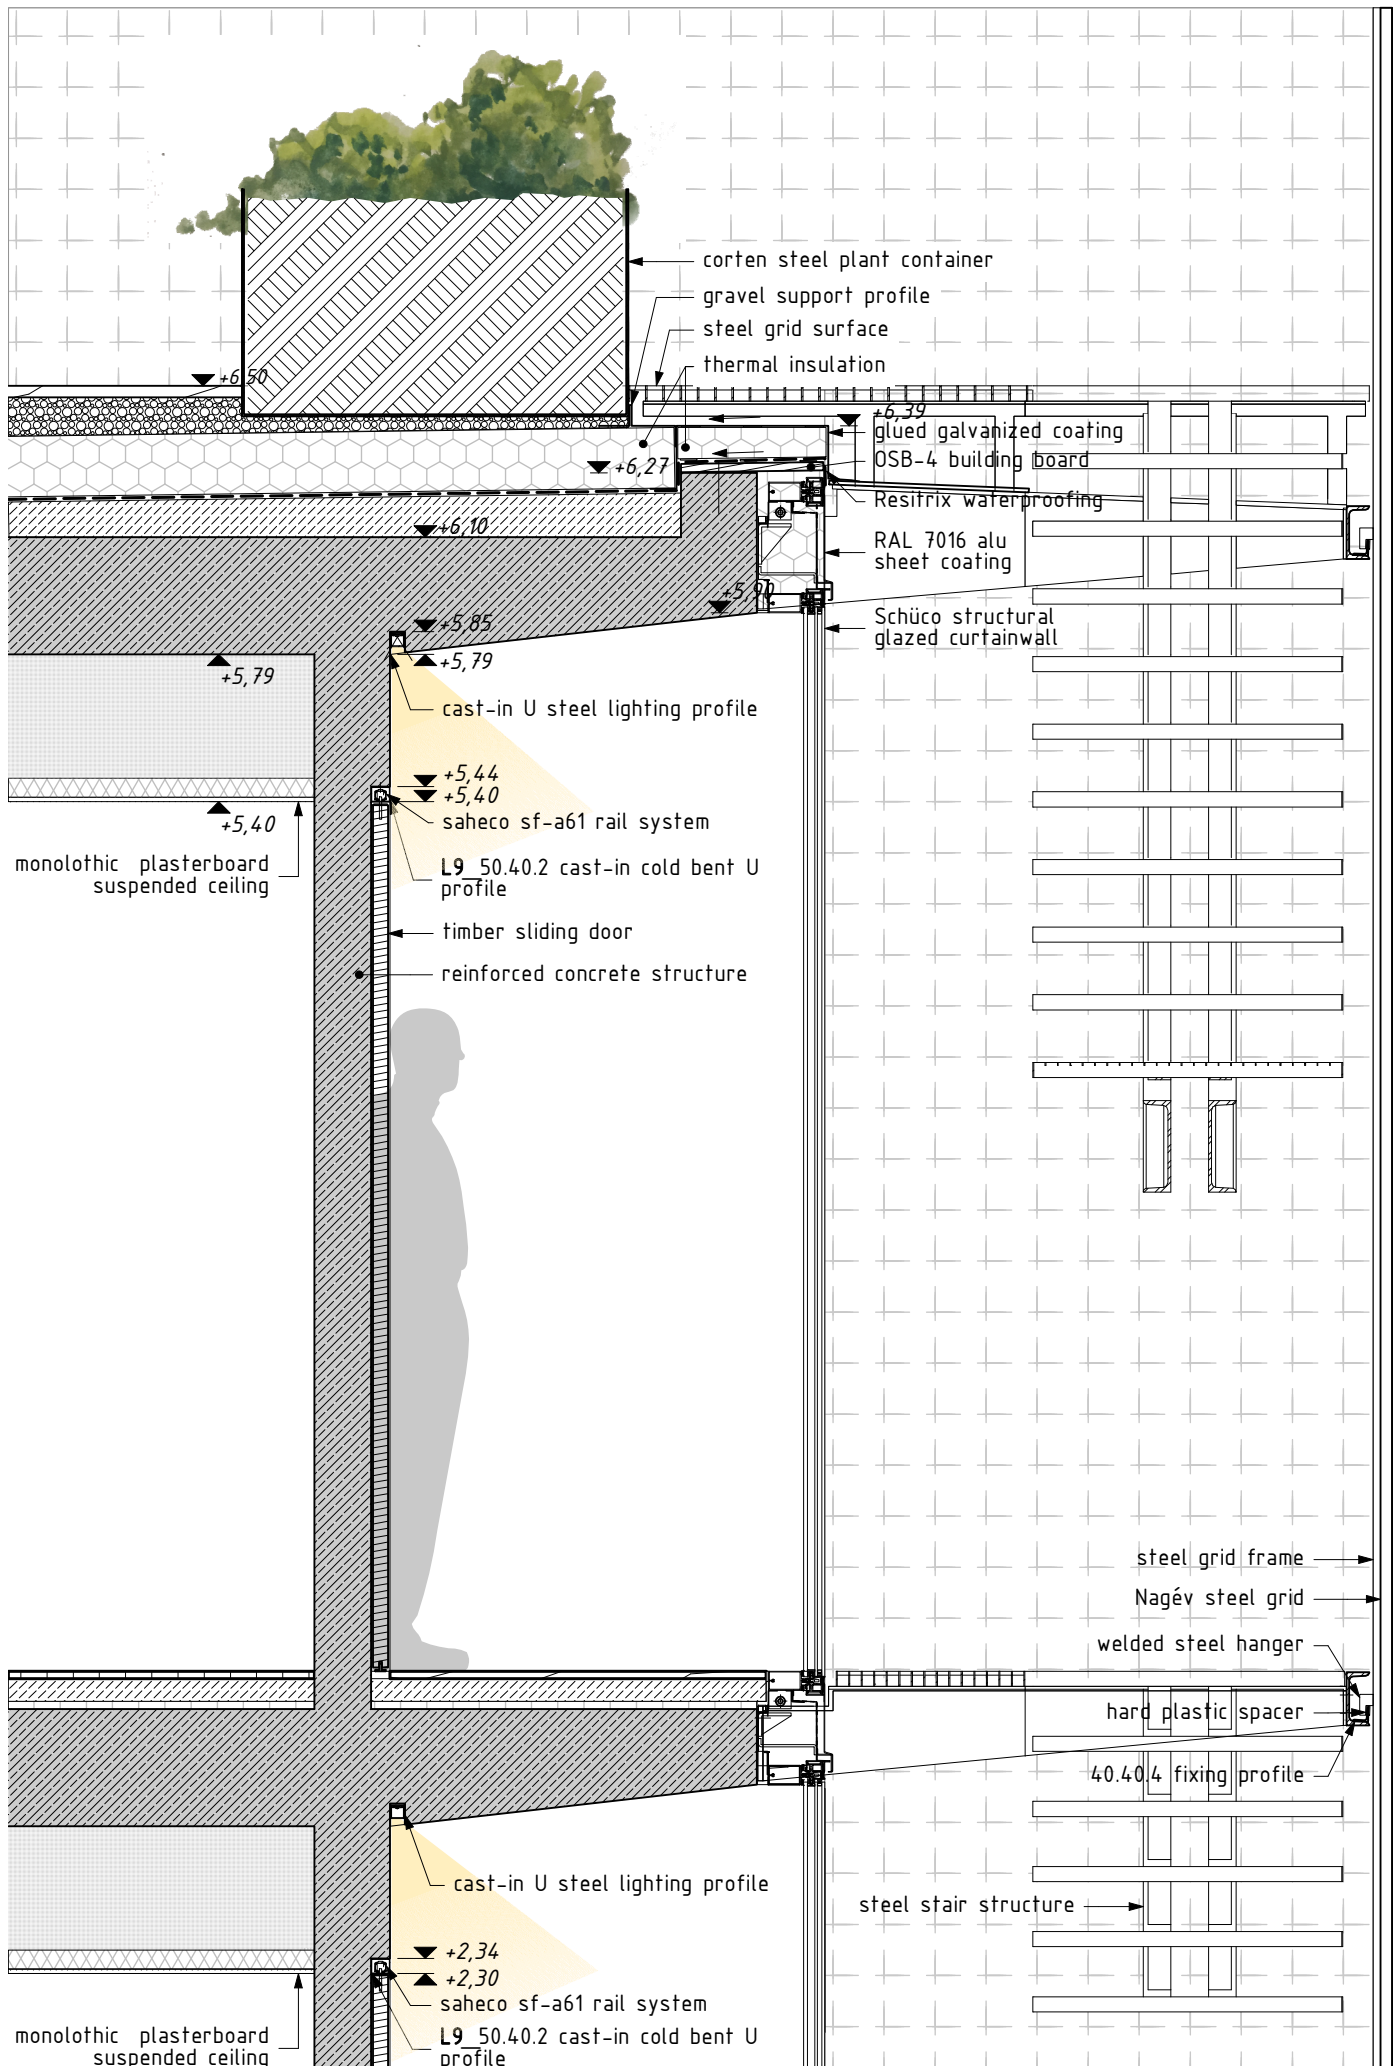 corten steel plant container
gravel support profile
steel grid surface
thermal insulation
+6,50
+6,39
glued galvanized coating
OSB-4 building board
+6,27
Resitrix waterproofing
+6,10
RAL 7016 alu
sheet coating
+5,90
Schüco structural
glazed curtainwall
+5,85
+5,79
+5,79
cast-in U steel lighting profile
+5,44
+5,40
+5,40
saheco sf-a61 rail system
monolothic plasterboard
suspended ceiling
L9_50.40.2 cast-in cold bent U
profile
timber sliding door
reinforced concrete structure
steel grid frame
Nagév steel grid
welded steel hanger
hard plastic spacer
40.40.4 fixing profile
cast-in U steel lighting profile
steel stair structure
+2,34
+2,30
saheco sf-a61 rail system
monolothic plasterboard
suspended ceiling
L9_50.40.2 cast-in cold bent U
profile